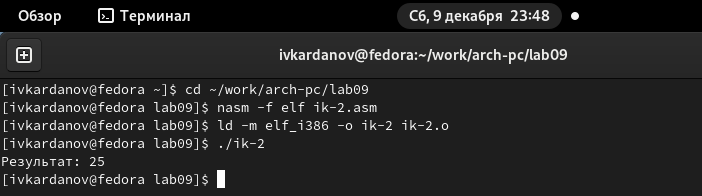 Обзор Терминал Сб, 9 декабря 23:48
ivkardanov@fedora:~/work/arch-pc/lab09
[ivkardanov@fedora ~]$ cd ~/work/arch-pc/lab09
[ivkardanov@fedora lab09]$ nasm -f elf ik-2.asm
[ivkardanov@fedora lab09]$ ld -m elf_i386 -o ik-2 ik-2.o
[ivkardanov@fedora lab09]$ ./ik-2
Результат: 25
[ivkardanov@fedora lab09]$